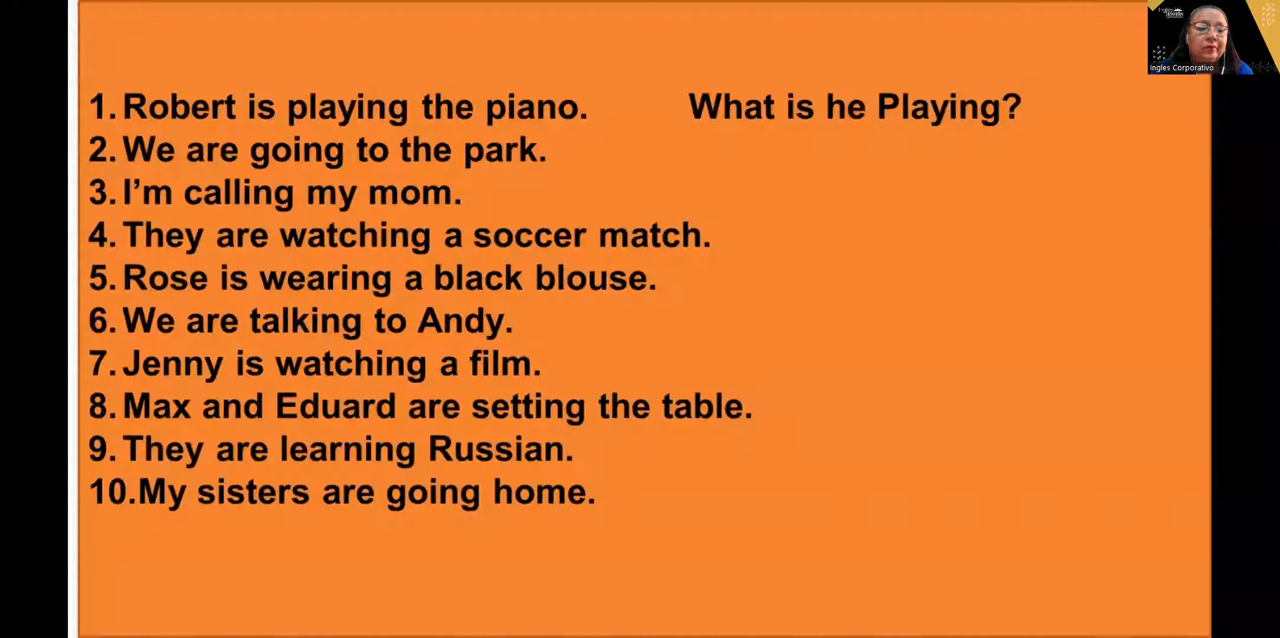 1. Robert is playing the piano. What is he Playing?
2. We are going to the park.
3. I'm calling my mom.
4. They are watching a soccer match.
5. Rose is wearing a black blouse.
6. We are talking to Andy.
7. Jenny is watching a film.
8. Max and Eduard are setting the table.
9. They are learning Russian.
10.My sisters are going home.
Ingles Corporativo